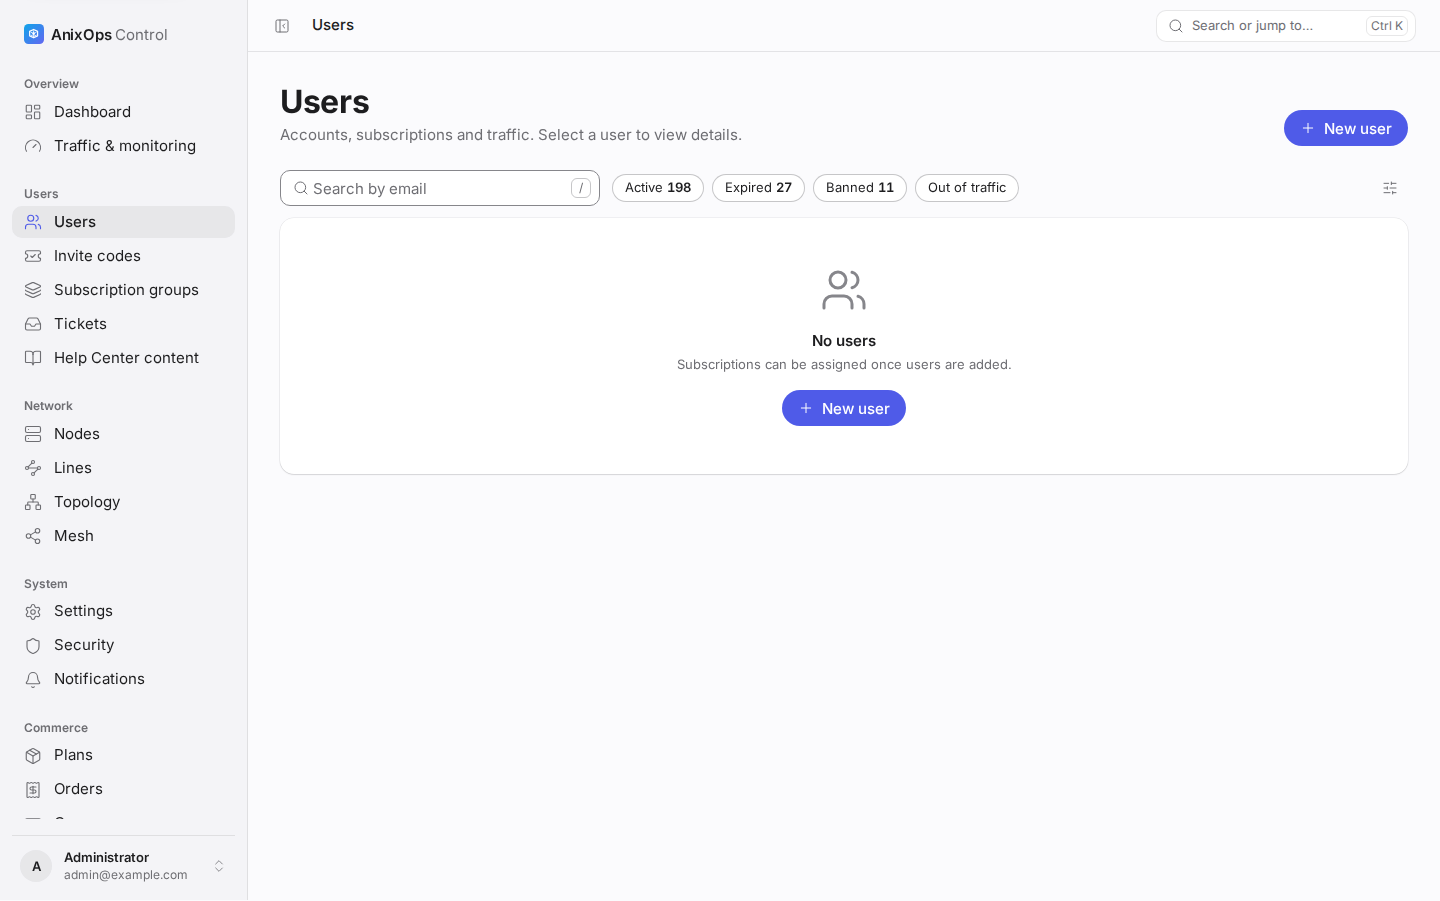 AnixOps Control
Overview
Dashboard
Traffic & monitoring
Users
Users
Invite codes
Subscription groups
Tickets
Help Center content
Network
Nodes
Lines
Topology
Mesh
System
Settings
Security
Notifications
Commerce
Plans
Orders
A
Administrator
admin@example.com
Users
Search or jump to...
Ctrl K
Users
Accounts, subscriptions and traffic. Select a user to view details.
New user
Search by email /
Active 198
Expired 27
Banned 11
Out of traffic
No users
Subscriptions can be assigned once users are added.
New user